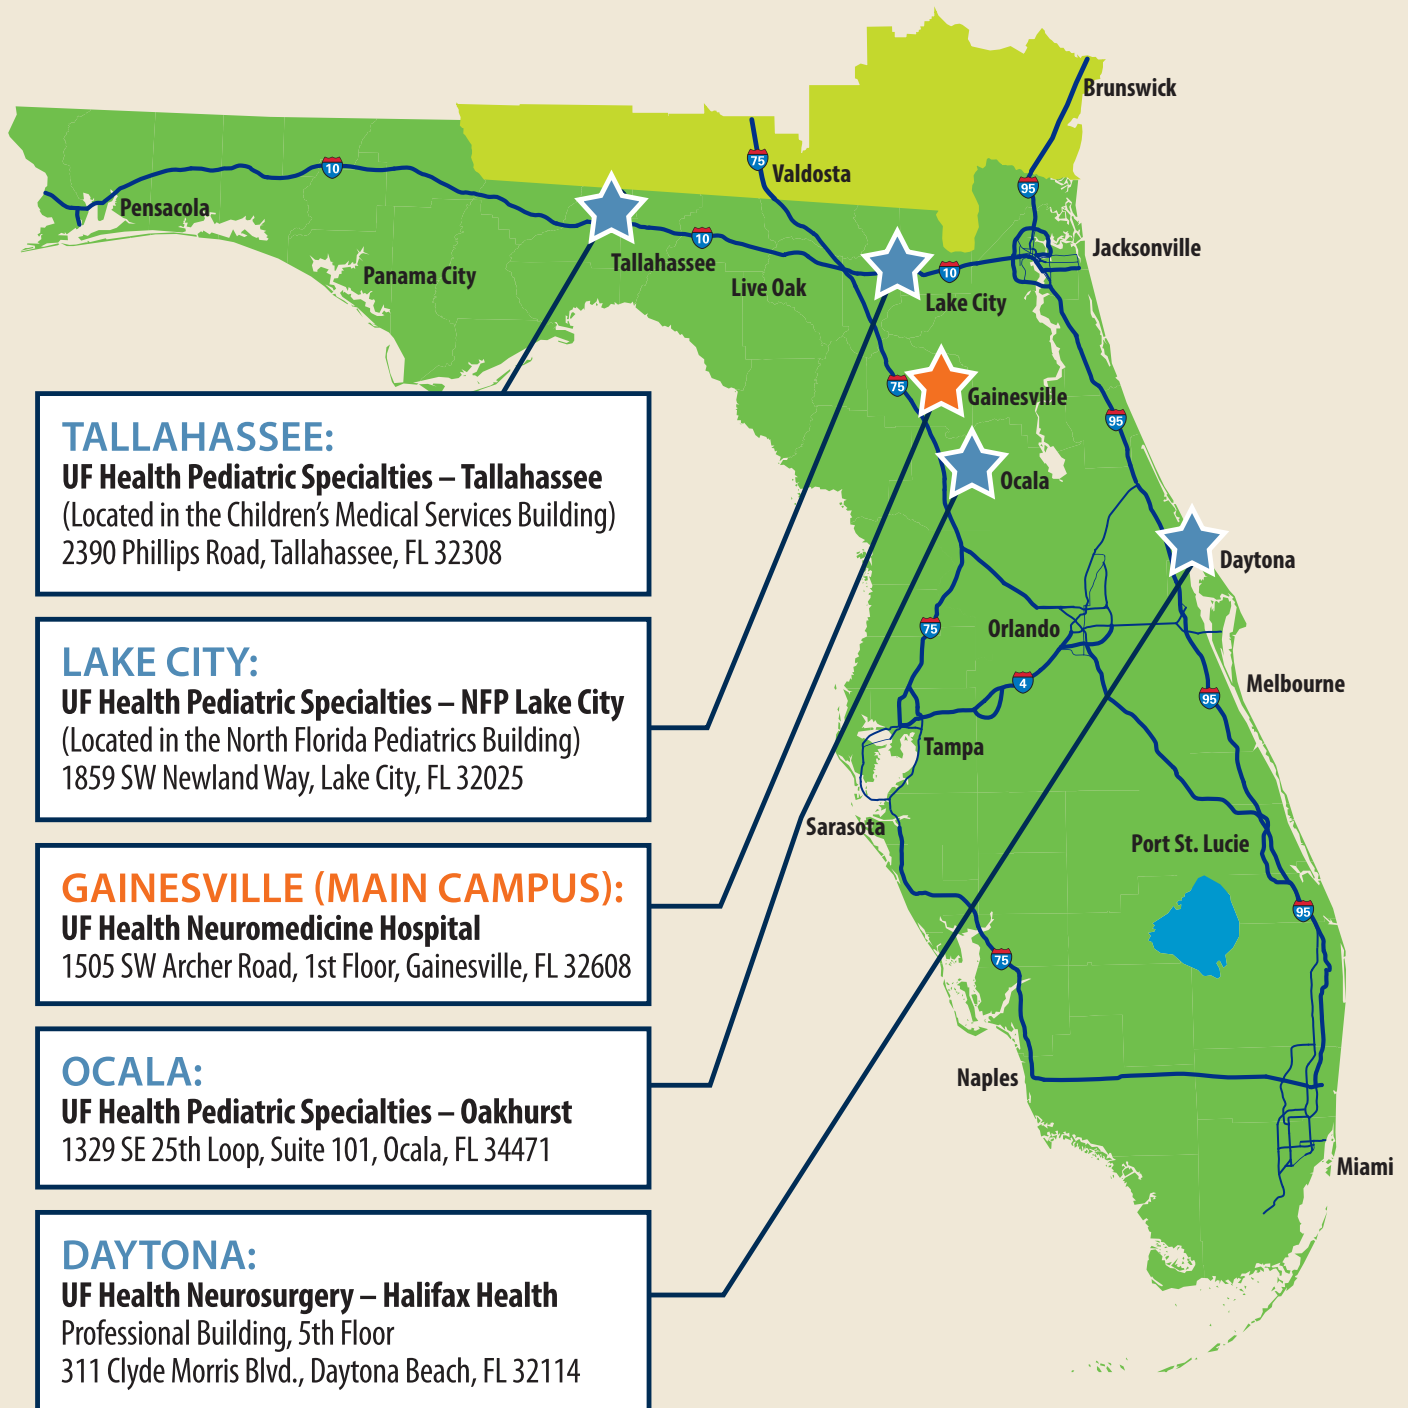 Brunswick
10
75
Valdosta
95
Pensacola
10
Jacksonville
Tallahassee
10
Panama City
Live Oak
Lake City
75
Gainesville
95
Ocala
Daytona
75
Orlando
4
Melbourne
95
Tampa
Sarasota
Port St. Lucie
95
75
Naples
Miami
TALLAHASSEE:
UF Health Pediatric Specialties – Tallahassee
(Located in the Children’s Medical Services Building)
2390 Phillips Road, Tallahassee, FL 32308
LAKE CITY:
UF Health Pediatric Specialties – NFP Lake City
(Located in the North Florida Pediatrics Building)
1859 SW Newland Way, Lake City, FL 32025
GAINESVILLE (MAIN CAMPUS):
UF Health Neuromedicine Hospital
1505 SW Archer Road, 1st Floor, Gainesville, FL 32608
OCALA:
UF Health Pediatric Specialties – Oakhurst
1329 SE 25th Loop, Suite 101, Ocala, FL 34471
DAYTONA:
UF Health Neurosurgery – Halifax Health
Professional Building, 5th Floor
311 Clyde Morris Blvd., Daytona Beach, FL 32114